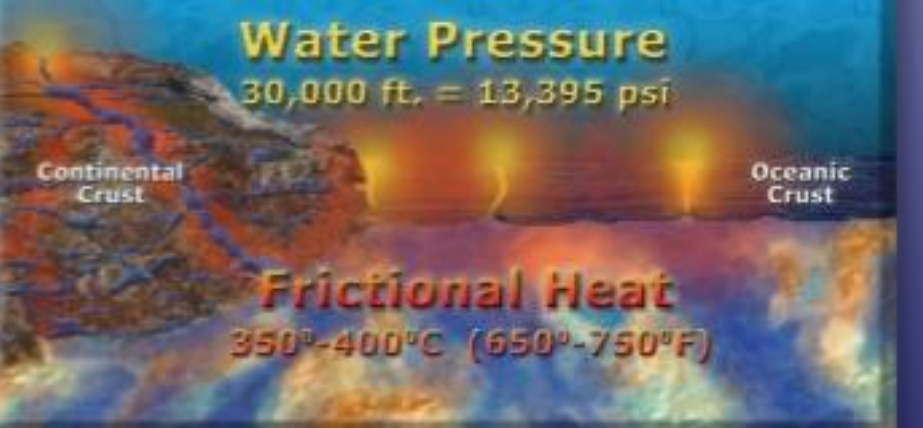 Water Pressure
30,000 ft. = 13,395 psi
Continental
Crust
Oceanic
Crust
Frictional Heat
350°-400°C (650°-750°F)